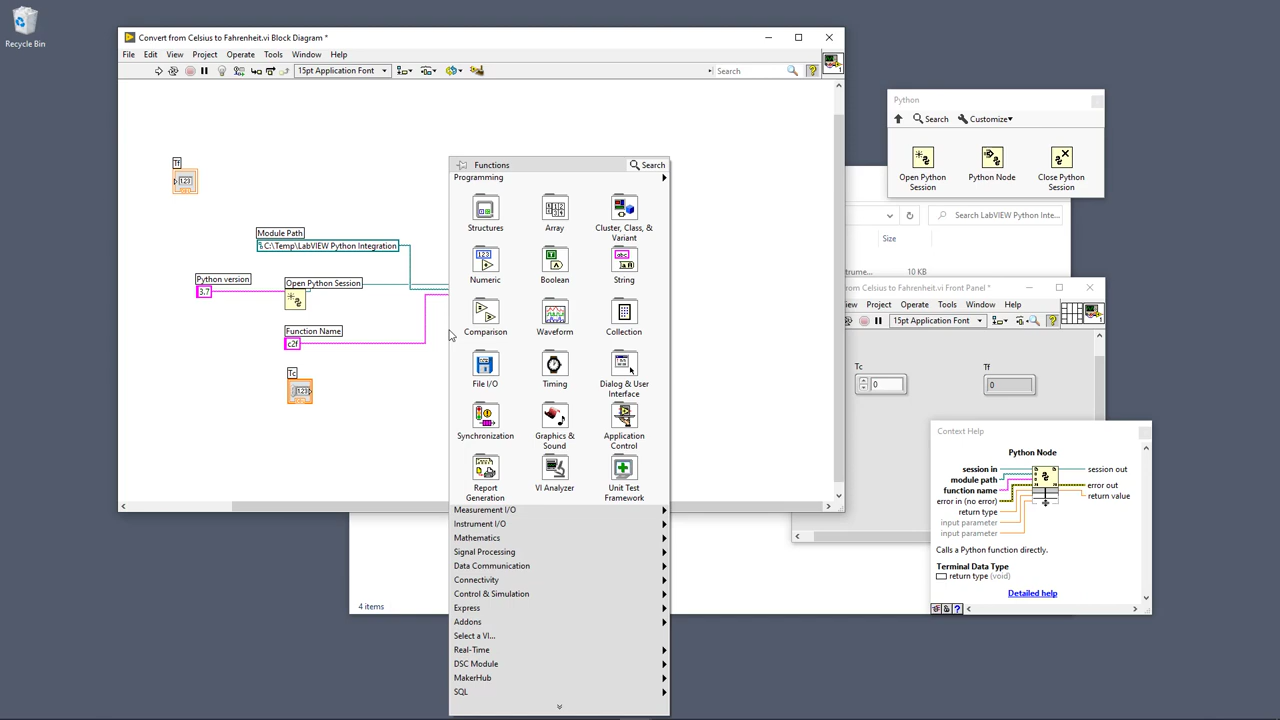 Recycle Bin
Convert from Celsius to Fahrenheit.vi Block Diagram *
File Edit View Project Operate Tools Window Help
15pt Application Font
Search
1
Tf
123
Module Path
C:\Temp\LabVIEW Python Integration
Python version
3.7
Open Python Session
Function Name
c2f
Tc
123
Functions
Search
Programming
Structures
Array
Cluster, Class, & Variant
Numeric
Boolean
String
Comparison
Waveform
Collection
File I/O
Timing
Dialog & User Interface
Synchronization
Graphics & Sound
Application Control
Report Generation
VI Analyzer
Unit Test Framework
Measurement I/O
Instrument I/O
Mathematics
Signal Processing
Data Communication
Connectivity
Control & Simulation
Express
Addons
Select a VI...
Real-Time
DSC Module
MakerHub
SQL
Python
Search Customize
Open Python Session
Python Node
Close Python Session
Search LabVIEW Python Inte...
Size
strume...
10 KB
from Celsius to Fahrenheit.vi Front Panel *
Project Operate Tools Window Help
15pt Application Font
1
Tc
0
Tf
0
Context Help
Python Node
session in
module path
function name
error in (no error)
return type
input parameter
input parameter
session out
error out
return value
Calls a Python function directly.
Terminal Data Type
return type (void)
Detailed help
4 items